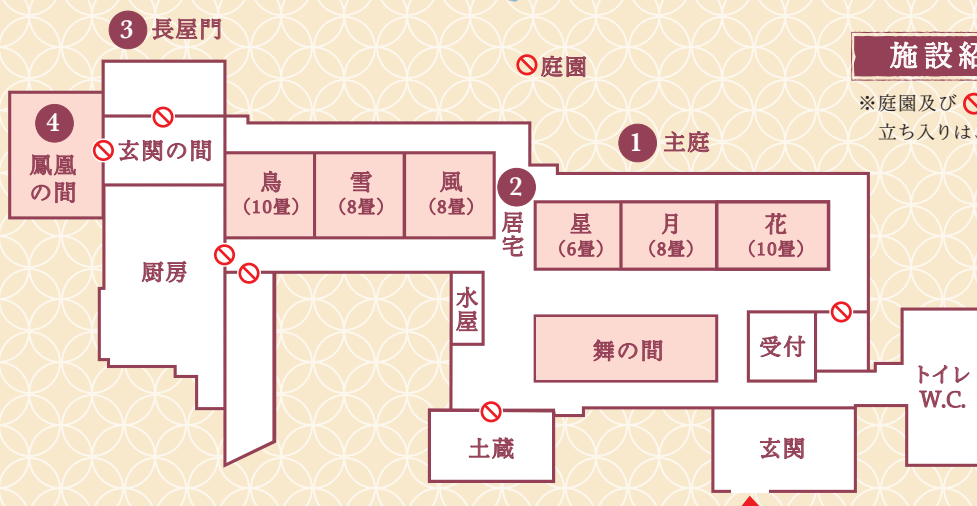 3 長屋門
庭園
施設紹
※庭園及び
立ち入りは、
4
鳳凰
の間
玄関の間
1 主庭
鳥
(10畳)
雪
(8畳)
風
(8畳)
2
居宅
星
(6畳)
月
(8畳)
花
(10畳)
厨房
水屋
舞の間
受付
トイレ
W.C.
土蔵
玄関